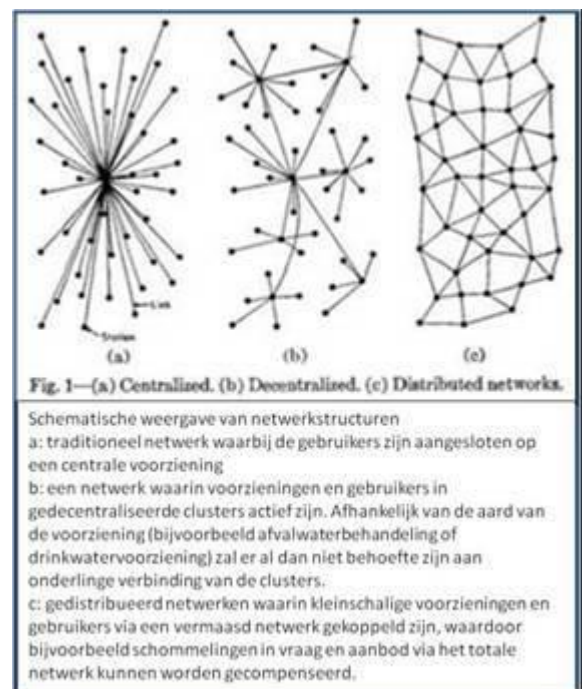 Link
Station
(a) (b) (c)
Fig. 1—(a) Centralized. (b) Decentralized. (c) Distributed networks.
Schematische weergave van netwerkstructuren
a: traditioneel netwerk waarbij de gebruikers zijn aangesloten op
een centrale voorziening
b: een netwerk waarin voorzieningen en gebruikers in
gedecentraliseerde clusters actief zijn. Afhankelijk van de aard van
de voorziening (bijvoorbeeld afvalwaterbehandeling of
drinkwatervoorziening) zal er al dan niet behoefte zijn aan
onderlinge verbinding van de clusters.
c: gedistribueerd netwerken waarin kleinschalige voorzieningen en
gebruikers via een vermaasd netwerk gekoppeld zijn, waardoor
bijvoorbeeld schommelingen in vraag en aanbod via het totale
netwerk kunnen worden gecompenseerd.